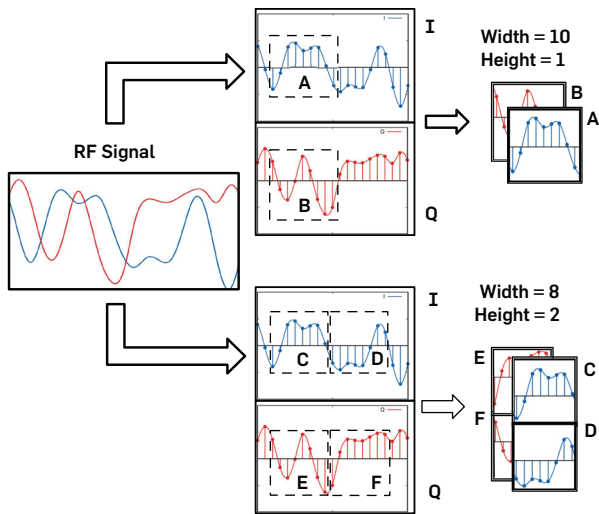 I
Width = 10
Height = 1
A
B
A
RF Signal
Q
B
Q
I
Width = 8
Height = 2
I
C
D
E
C
F
D
Q
E
F
Q